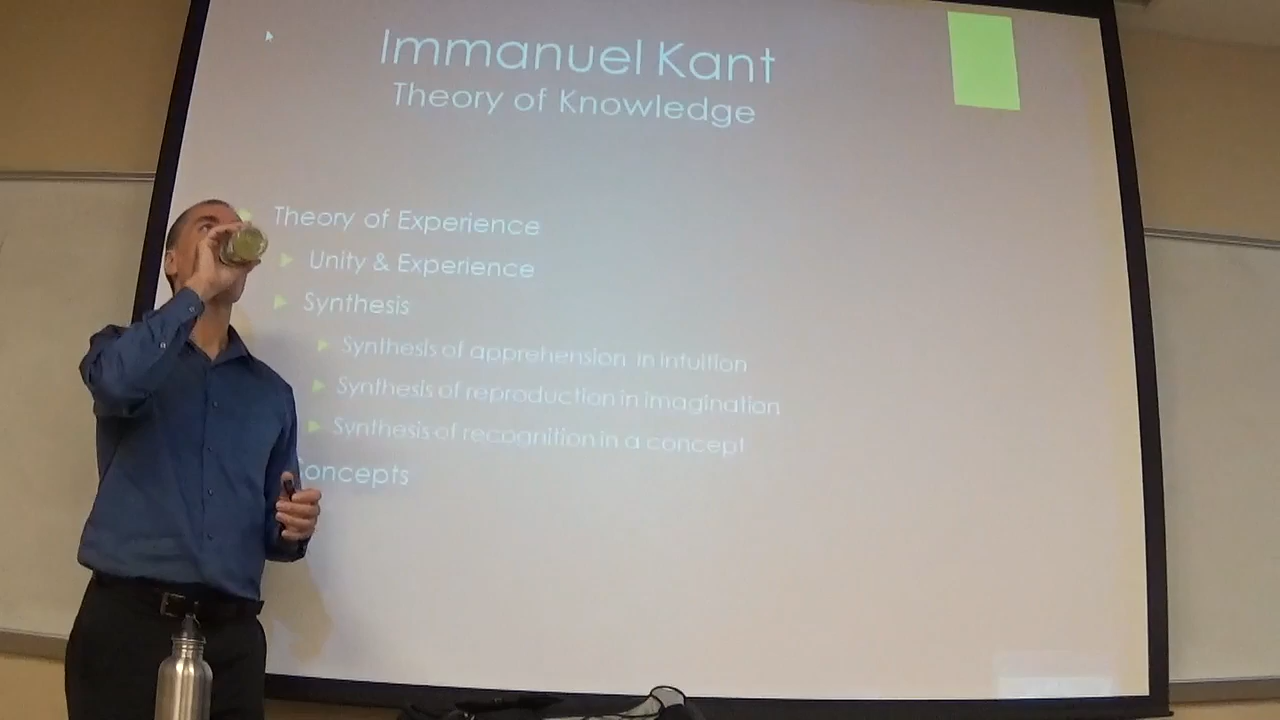 Immanuel Kant
Theory of Knowledge
Theory of Experience
Unity & Experience
Synthesis
Synthesis of apprehension in intuition
Synthesis of reproduction in imagination
Synthesis of recognition in a concept
Concepts